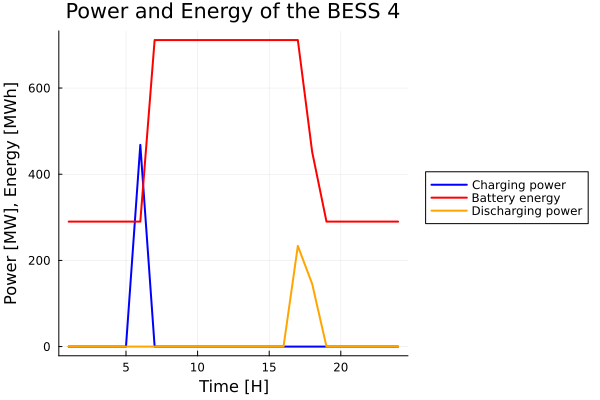 Power and Energy of the BESS 4
Power [MW], Energy [MWh]
600
400
200
0
5
10
15
20
Time [H]
Charging power
Battery energy
Discharging power